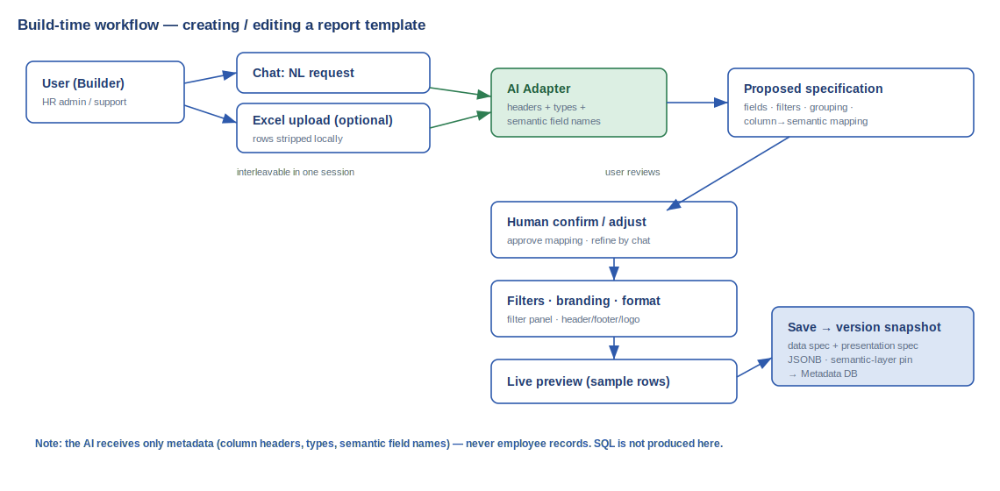 Build-time workflow — creating / editing a report template
User (Builder)
HR admin / support
Chat: NL request
Excel upload (optional)
rows stripped locally
interleavable in one session
AI Adapter
headers + types +
semantic field names
Proposed specification
fields · filters · grouping ·
column→semantic mapping
user reviews
Human confirm / adjust
approve mapping · refine by chat
Filters · branding · format
filter panel · header/footer/logo
Live preview (sample rows)
Save → version snapshot
data spec + presentation spec
JSONB · semantic-layer pin
→ Metadata DB
Note: the AI receives only metadata (column headers, types, semantic field names) — never employee records. SQL is not produced here.